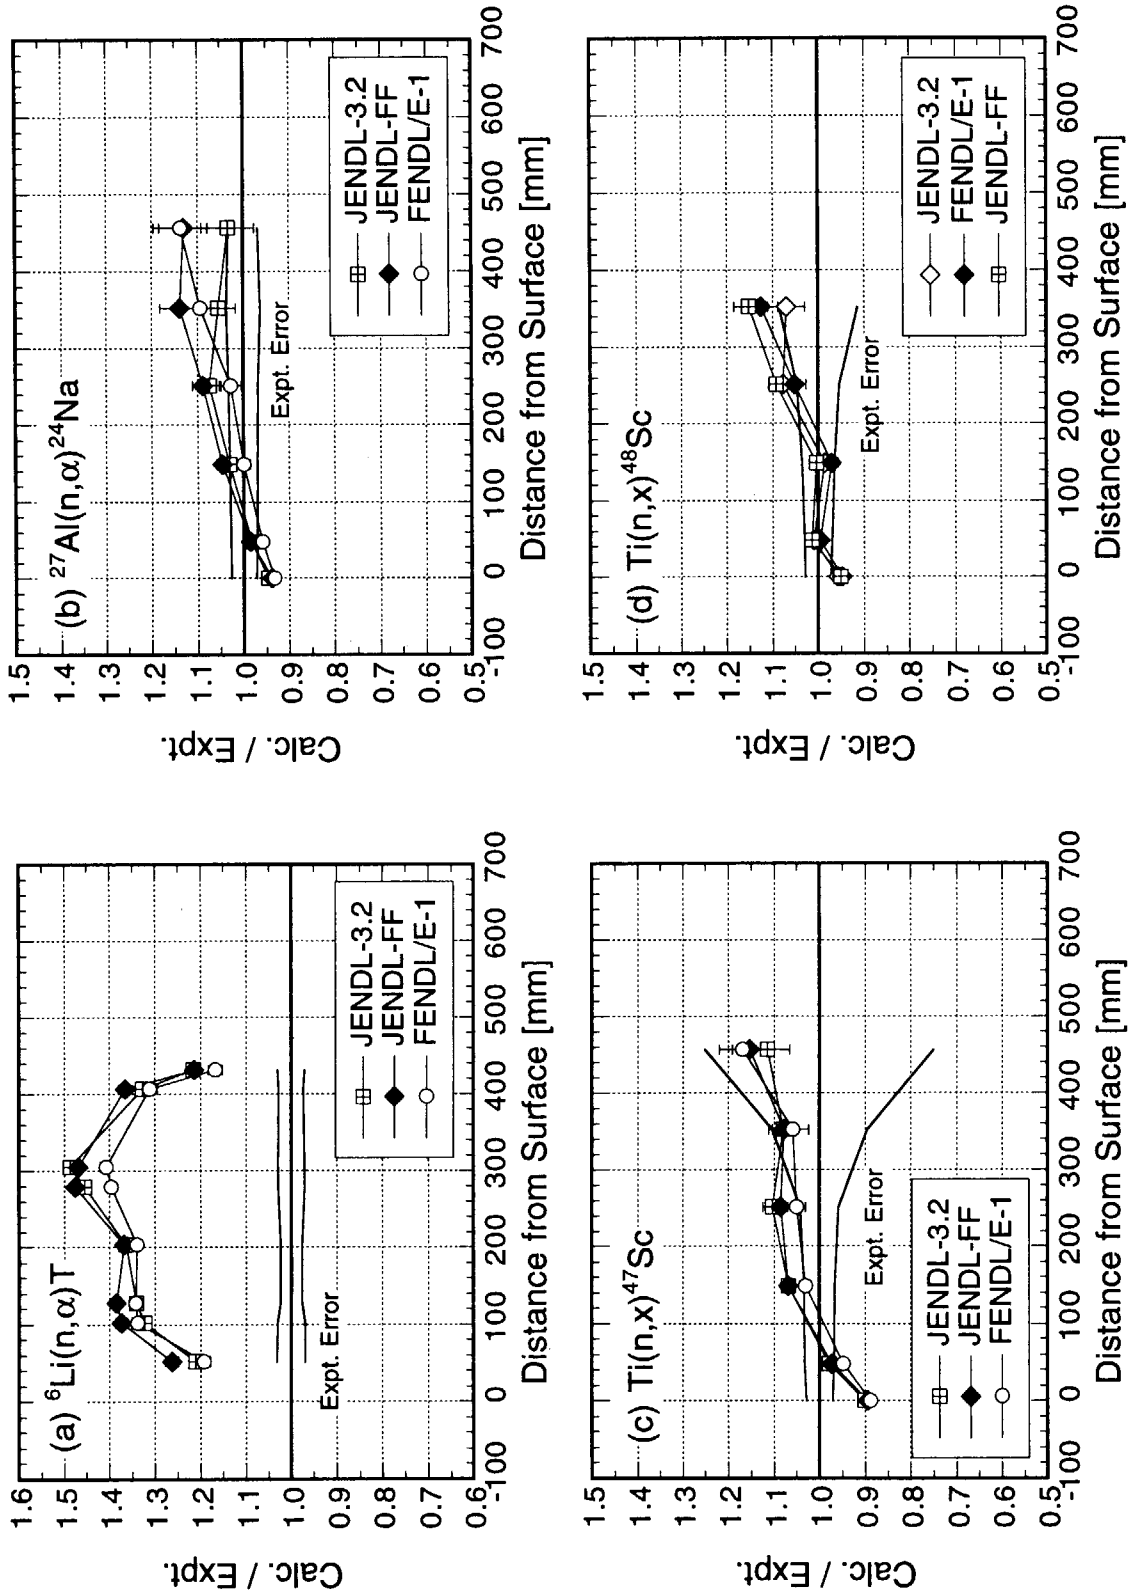 (a) ⁶Li(n,α)T
Calc. / Expt.
1.6
1.5
1.4
1.3
1.2
1.1
1.0
0.9
0.8
0.7
0.6
Expt. Error
JENDL-3.2
JENDL-FF
FENDL/E-1
-100 0 100 200 300 400 500 600 700
Distance from Surface [mm]
(b) ²⁷Al(n,α)²⁴Na
Calc. / Expt.
1.5
1.4
1.3
1.2
1.1
1.0
0.9
0.8
0.7
0.6
0.5
Expt. Error
JENDL-3.2
JENDL-FF
FENDL/E-1
-100 0 100 200 300 400 500 600 700
Distance from Surface [mm]
(c) Ti(n,x)⁴⁷Sc
Calc. / Expt.
1.5
1.4
1.3
1.2
1.1
1.0
0.9
0.8
0.7
0.6
0.5
Expt. Error
JENDL-3.2
JENDL-FF
FENDL/E-1
-100 0 100 200 300 400 500 600 700
Distance from Surface [mm]
(d) Ti(n,x)⁴⁸Sc
Calc. / Expt.
1.5
1.4
1.3
1.2
1.1
1.0
0.9
0.8
0.7
0.6
0.5
Expt. Error
JENDL-3.2
FENDL/E-1
JENDL-FF
-100 0 100 200 300 400 500 600 700
Distance from Surface [mm]